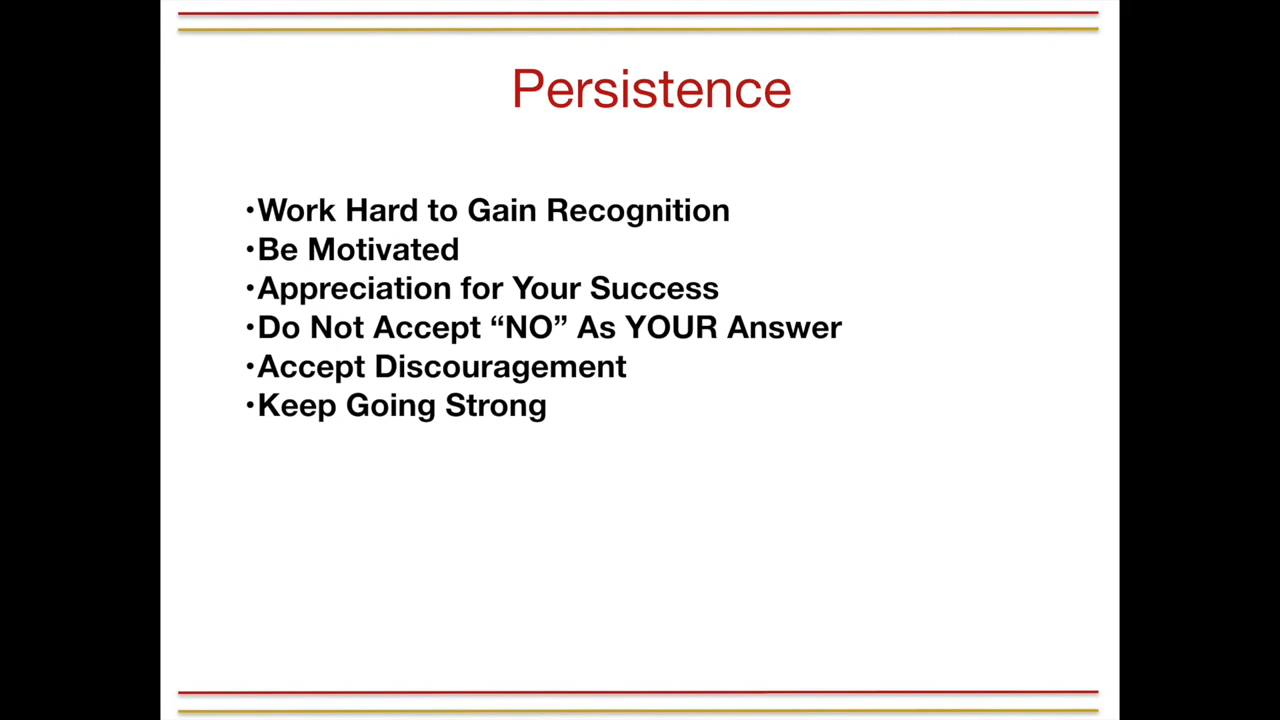 Persistence
•Work Hard to Gain Recognition
•Be Motivated
•Appreciation for Your Success
•Do Not Accept “NO” As YOUR Answer
•Accept Discouragement
•Keep Going Strong